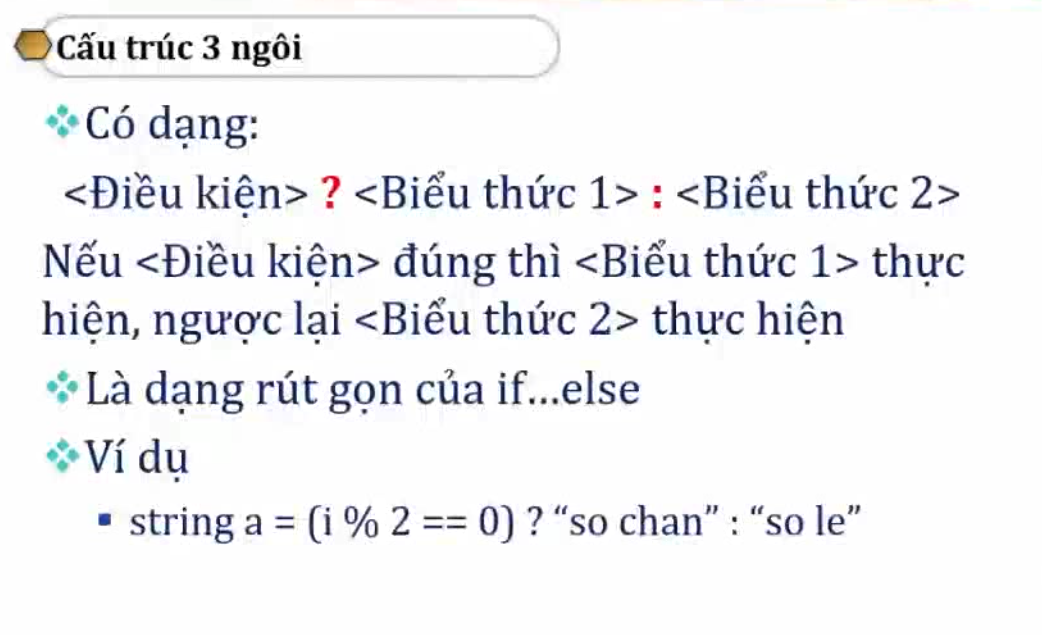 Cấu trúc 3 ngôi
Có dạng:
<Điều kiện> ? <Biểu thức 1> : <Biểu thức 2>
Nếu <Điều kiện> đúng thì <Biểu thức 1> thực
hiện, ngược lại <Biểu thức 2> thực hiện
Là dạng rút gọn của if...else
Ví dụ
string a = (i % 2 == 0) ? “so chan” : “so le”